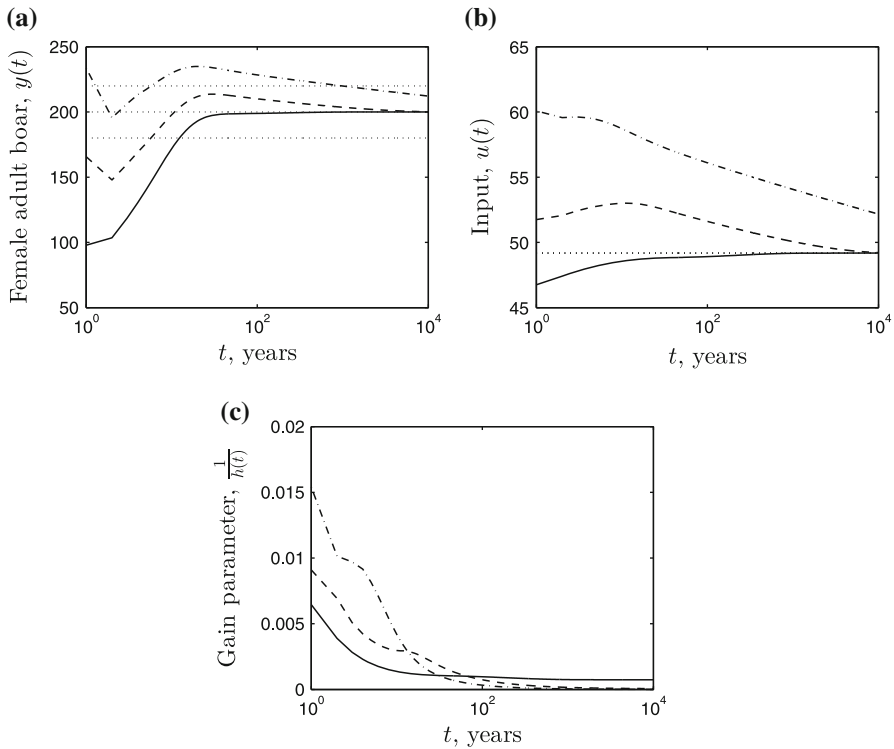 (a)
Female adult boar, y(t)
250
200
150
100
50
10^0
10^2
10^4
t, years
(b)
Input, u(t)
65
60
55
50
45
10^0
10^2
10^4
t, years
(c)
Gain parameter, \frac{1}{h(t)}
0.02
0.015
0.01
0.005
0
10^0
10^2
10^4
t, years